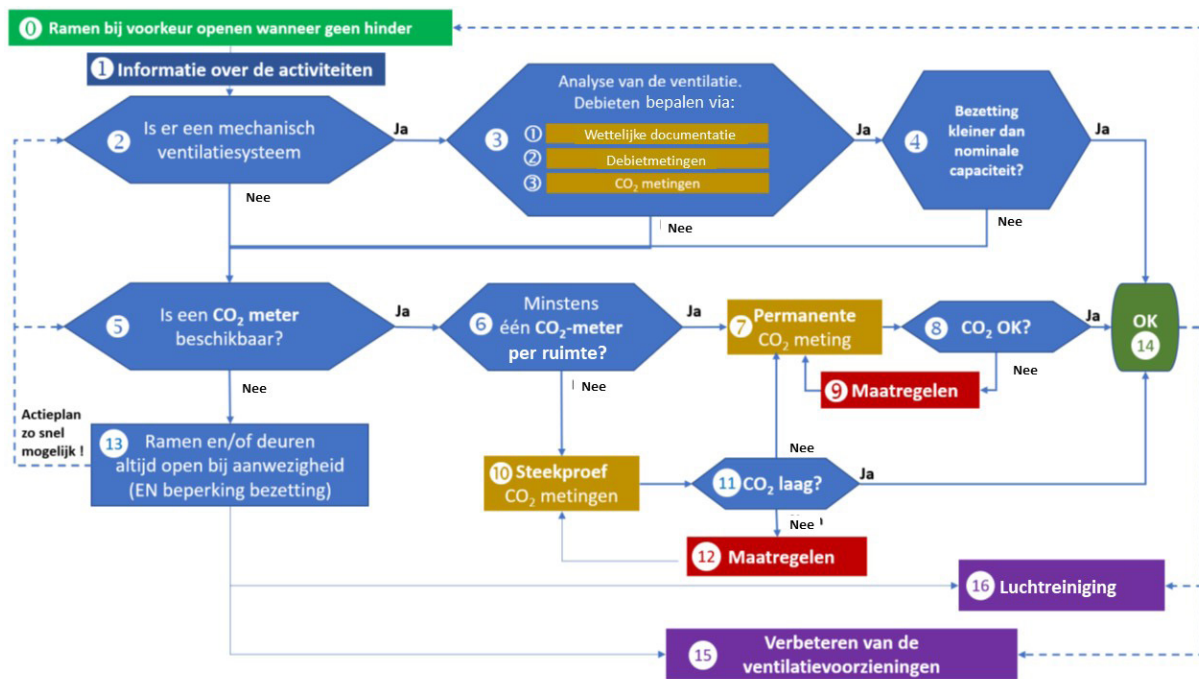 0 Ramen bij voorkeur openen wanneer geen hinder
1 Informatie over de activiteiten
2 Is er een mechanisch
ventilatiesysteem
Ja
Nee
3 Analyse van de ventilatie.
Debieten bepalen via:
① Wettelijke documentatie
② Debietmetingen
③ CO₂ metingen
Ja
Nee
4 Bezetting
kleiner dan
nominale
capaciteit?
Ja
Nee
5 Is een CO₂ meter
beschikbaar?
Ja
Nee
6 Minstens
één CO₂-meter
per ruimte?
Ja
Nee
7 Permanente
CO₂ meting
8 CO₂ OK?
Ja
Nee
9 Maatregelen
OK
14
Actieplan
zo snel
mogelijk !
13 Ramen en/of deuren
altijd open bij aanwezigheid
(EN beperking bezetting)
10 Steekproef
CO₂ metingen
Nee
11 CO₂ laag?
Ja
Nee
12 Maatregelen
16 Luchtreiniging
15 Verbeteren van de
ventilatievoorzieningen